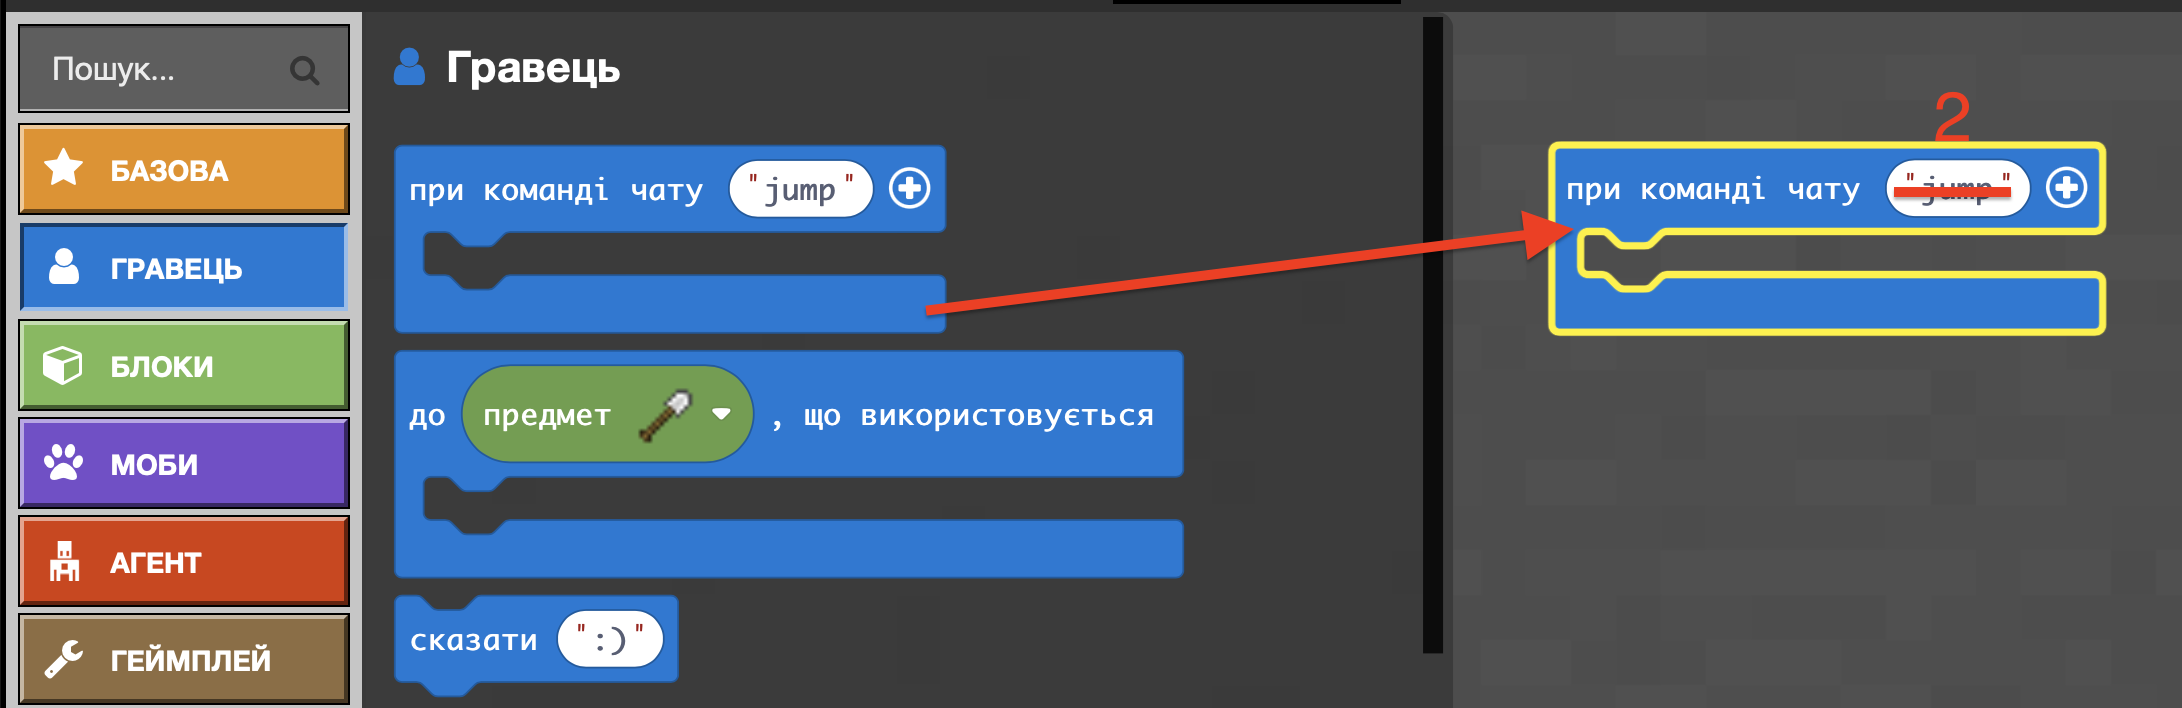 Пошук...
БАЗОВА
ГРАВЕЦЬ
БЛОКИ
МОБИ
АГЕНТ
ГЕЙМПЛЕЙ
Гравець
при команді чату "jump"
до предмет , що використовується
сказати ":)"
2
при команді чату "jump"